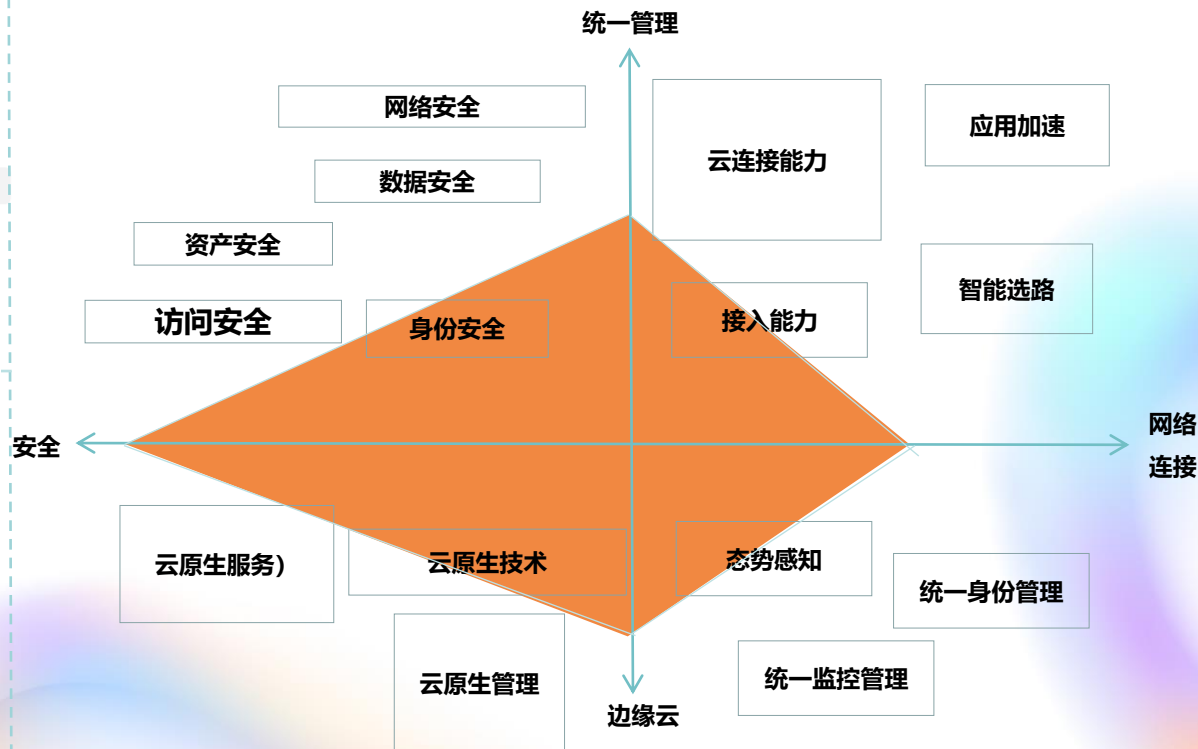 统一管理
网络安全
应用加速
云连接能力
数据安全
资产安全
智能选路
访问安全
身份安全
接入能力
安全
网络
连接
云原生服务)
云原生技术
态势感知
统一身份管理
云原生管理
统一监控管理
边缘云